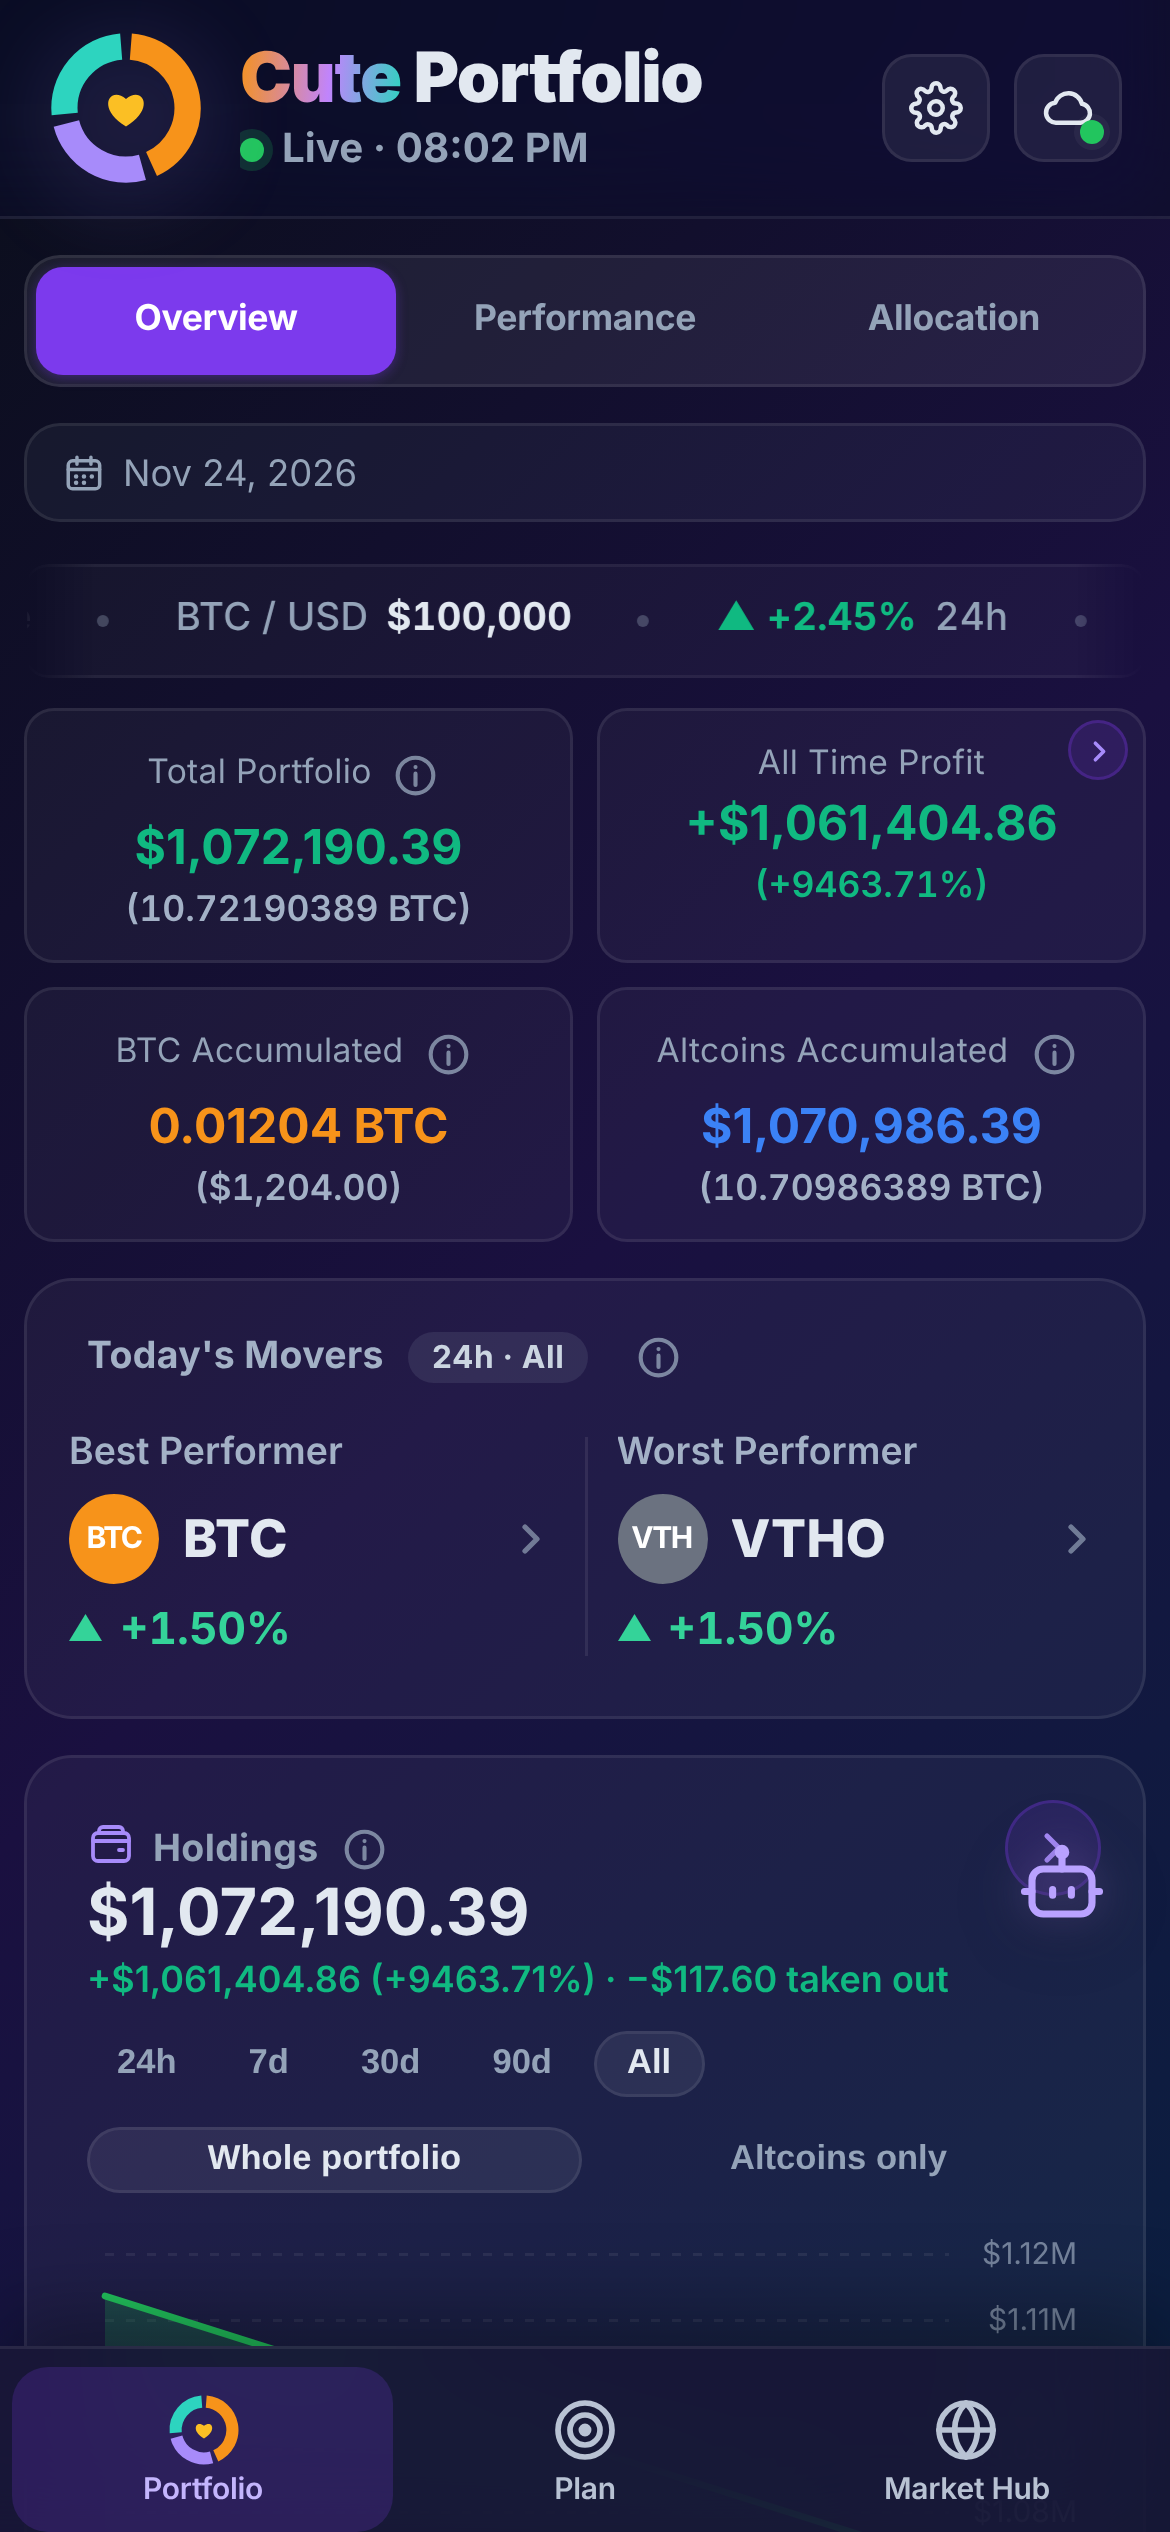 Cute Portfolio
Live · 08:02 PM
Overview
Performance
Allocation
Nov 24, 2026
BTC / USD $100,000
▲ +2.45% 24h
Total Portfolio
$1,072,190.39
(10.72190389 BTC)
All Time Profit
+$1,061,404.86
(+9463.71%)
BTC Accumulated
0.01204 BTC
($1,204.00)
Altcoins Accumulated
$1,070,986.39
(10.70986389 BTC)
Today's Movers
24h · All
Best Performer
BTC
BTC
▲ +1.50%
Worst Performer
VTH
VTHO
▲ +1.50%
Holdings
$1,072,190.39
+$1,061,404.86 (+9463.71%) · −$117.60 taken out
24h
7d
30d
90d
All
Whole portfolio
Altcoins only
$1.12M
$1.11M
$1.08M
Portfolio
Plan
Market Hub